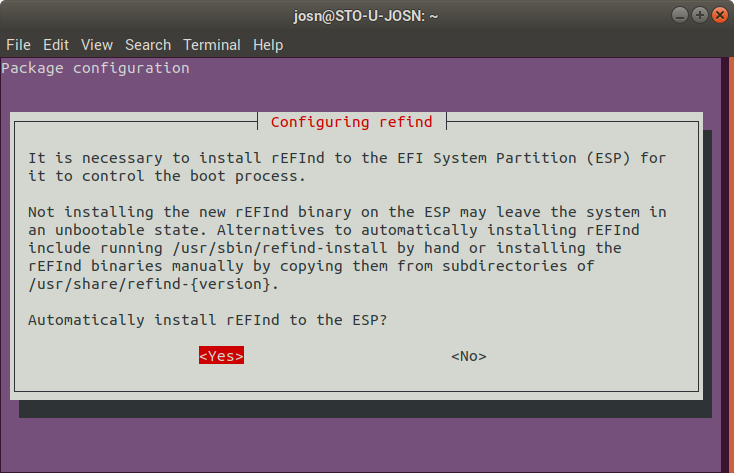 josn@STO-U-JOSN: ~
File Edit View Search Terminal Help
Package configuration
Configuring refind
It is necessary to install rEFInd to the EFI System Partition (ESP) for
it to control the boot process.
Not installing the new rEFInd binary on the ESP may leave the system in
an unbootable state. Alternatives to automatically installing rEFInd
include running /usr/sbin/refind-install by hand or installing the
rEFInd binaries manually by copying them from subdirectories of
/usr/share/refind-{version}.
Automatically install rEFInd to the ESP?
<Yes> <No>